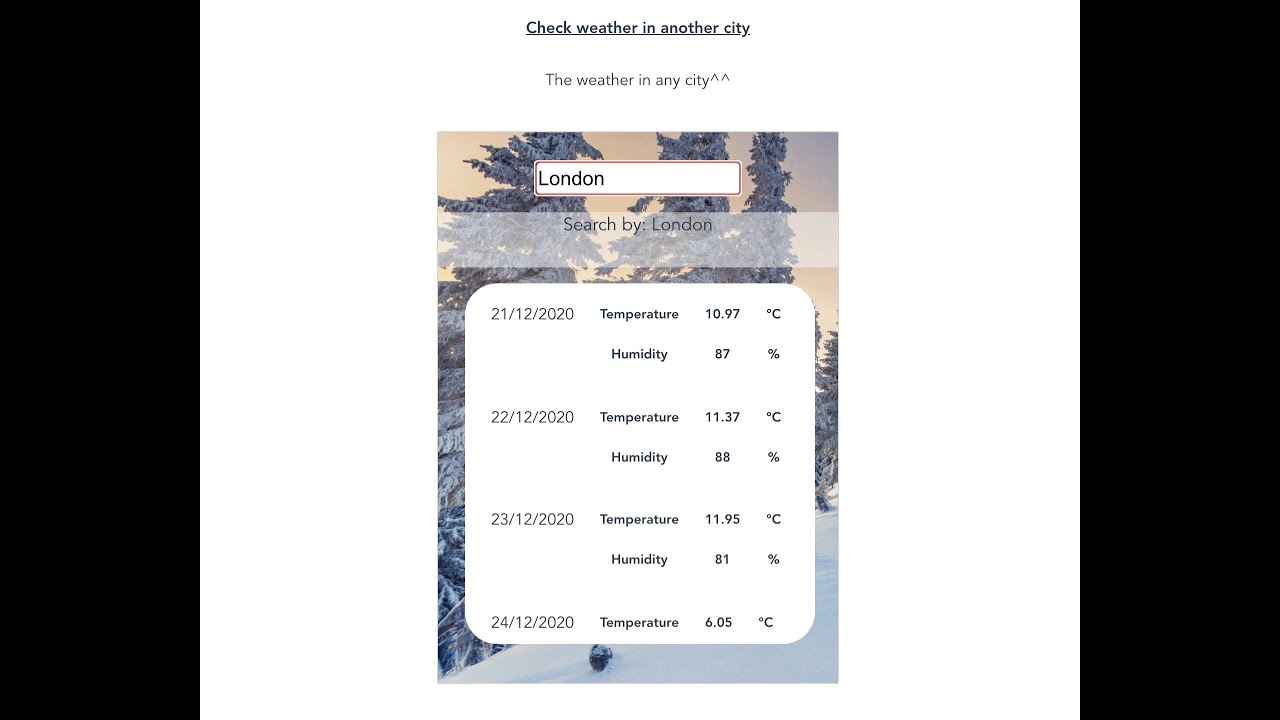 Check weather in another city
The weather in any city^^
London
Search by: London
21/12/2020 Temperature 10.97 °C
Humidity 87 %
22/12/2020 Temperature 11.37 °C
Humidity 88 %
23/12/2020 Temperature 11.95 °C
Humidity 81 %
24/12/2020 Temperature 6.05 °C